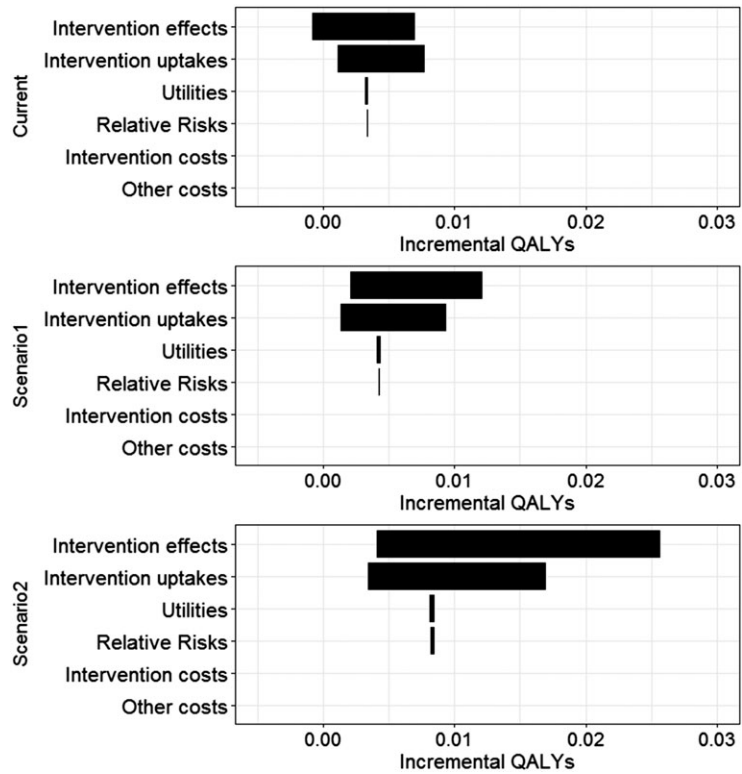 Current
Intervention effects
Intervention uptakes
Utilities
Relative Risks
Intervention costs
Other costs
0.00 0.01 0.02 0.03
Incremental QALYs
Scenario1
Intervention effects
Intervention uptakes
Utilities
Relative Risks
Intervention costs
Other costs
0.00 0.01 0.02 0.03
Incremental QALYs
Scenario2
Intervention effects
Intervention uptakes
Utilities
Relative Risks
Intervention costs
Other costs
0.00 0.01 0.02 0.03
Incremental QALYs